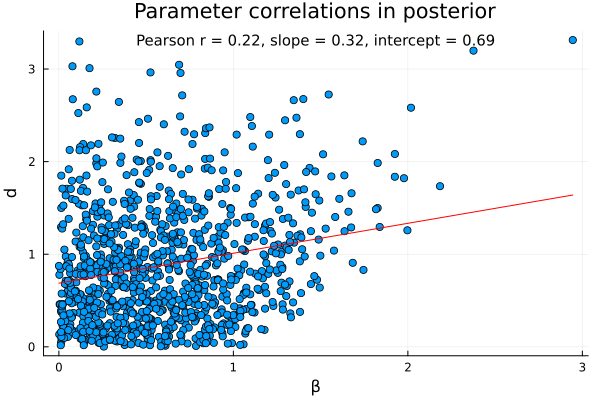 Parameter correlations in posterior
Pearson r = 0.22, slope = 0.32, intercept = 0.69
3
2
d
1
0
0 1 2 3
β